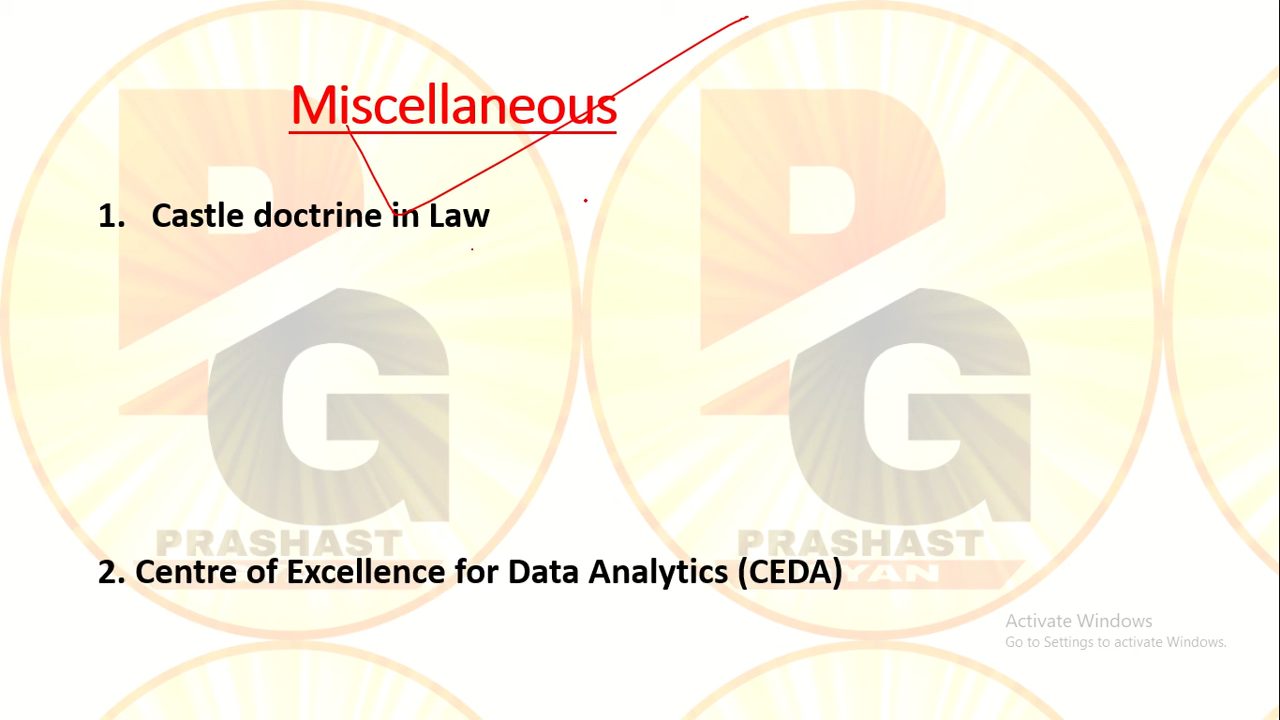 Miscellaneous
1. Castle doctrine in Law
PRASHAST PRASHAST
2. Centre of Excellence for Data Analytics (CEDA)
YAN
Activate Windows
Go to Settings to activate Windows.